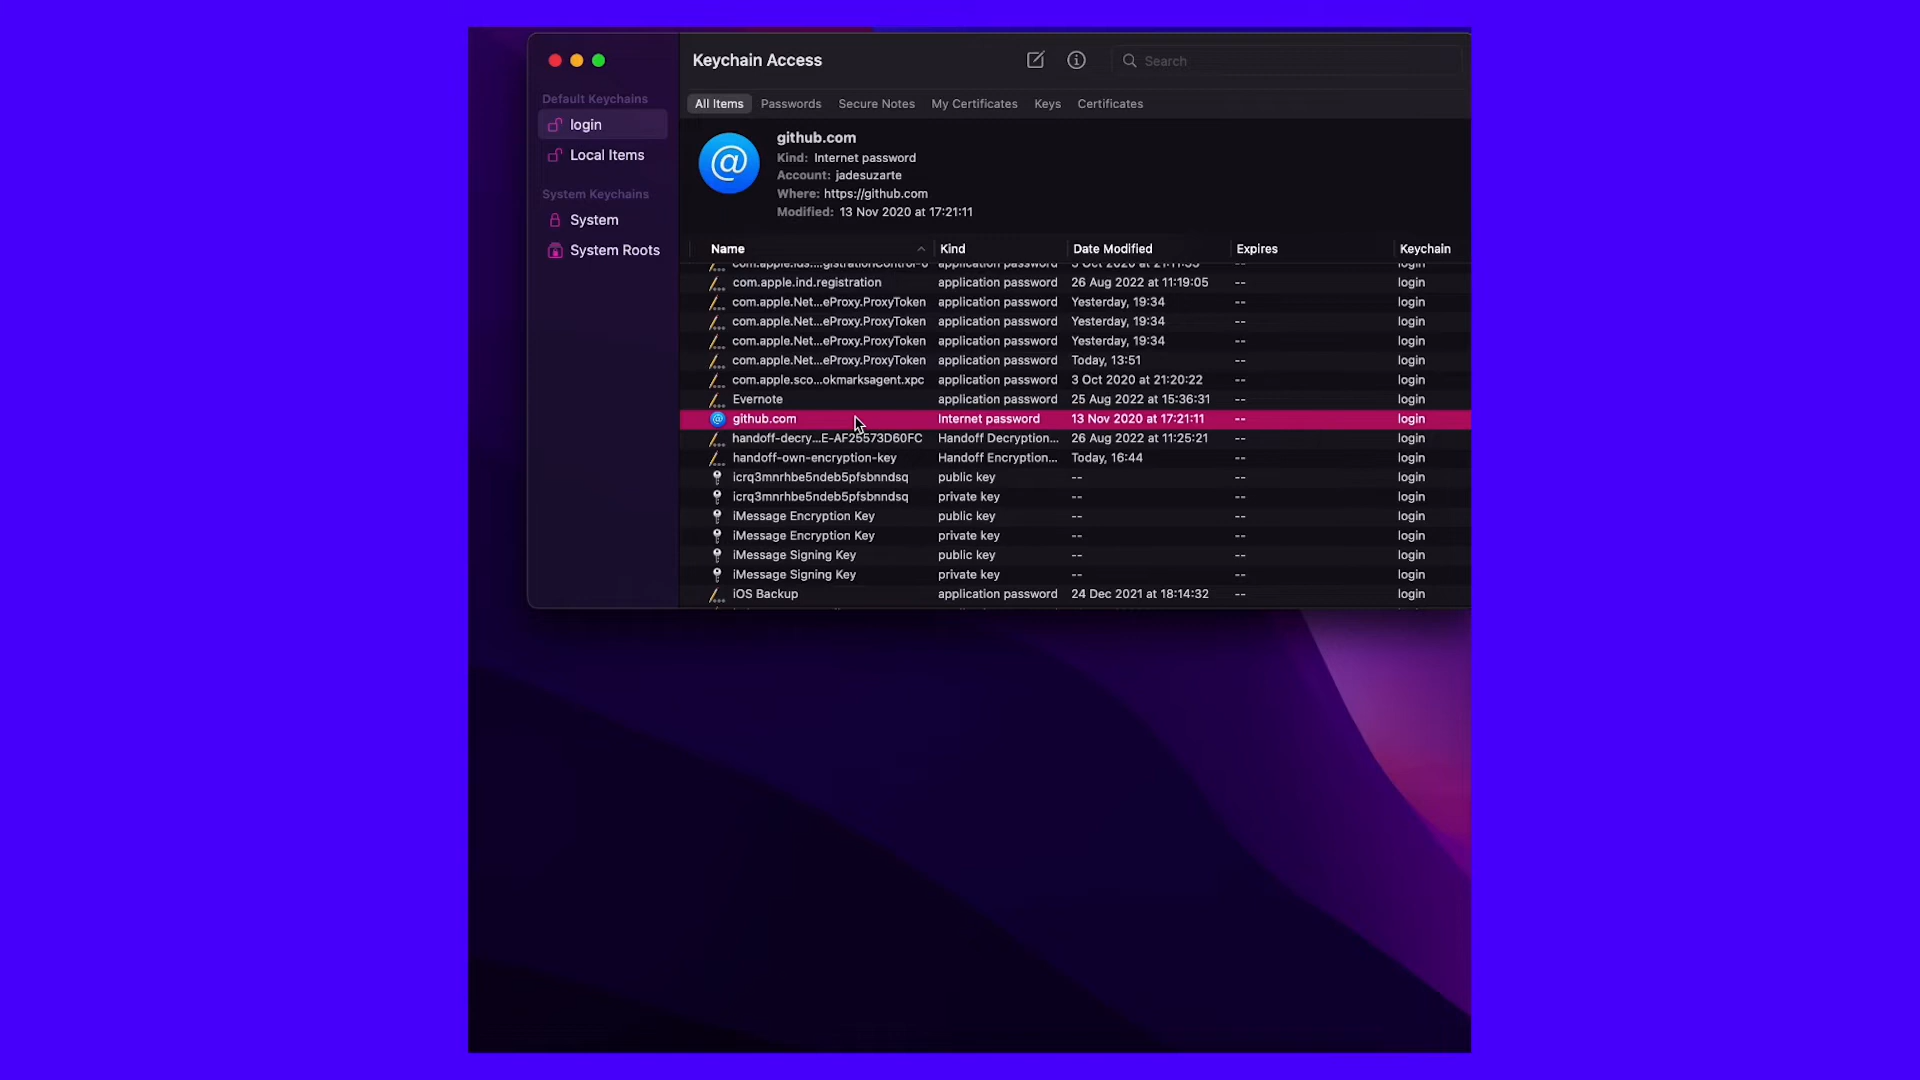 Keychain Access
Search
Default Keychains
login
Local Items
System Keychains
System
System Roots
All Items Passwords Secure Notes My Certificates Keys Certificates
github.com
Kind: Internet password
Account: jadesuzarte
Where: https://github.com
Modified: 13 Nov 2020 at 17:21:11
Name Kind Date Modified Expires Keychain
application password login
com.apple.ind.registration application password 26 Aug 2022 at 11:19:05 -- login
com.apple.Net...eProxy.ProxyToken application password Yesterday, 19:34 -- login
com.apple.Net...eProxy.ProxyToken application password Yesterday, 19:34 -- login
com.apple.Net...eProxy.ProxyToken application password Yesterday, 19:34 -- login
com.apple.Net...eProxy.ProxyToken application password Today, 13:51 -- login
com.apple.sco...okmarksagent.xpc application password 3 Oct 2020 at 21:20:22 -- login
Evernote application password 25 Aug 2022 at 15:36:31 -- login
github.com Internet password 13 Nov 2020 at 17:21:11 -- login
handoff-decry...E-AF25573D60FC Handoff Decryption... 26 Aug 2022 at 11:25:21 -- login
handoff-own-encryption-key Handoff Encryption... Today, 16:44 -- login
icrq3mnrhbe5ndeb5pfsbnndsq public key -- -- login
icrq3mnrhbe5ndeb5pfsbnndsq private key -- -- login
iMessage Encryption Key public key -- -- login
iMessage Encryption Key private key -- -- login
iMessage Signing Key public key -- -- login
iMessage Signing Key private key -- -- login
iOS Backup application password 24 Dec 2021 at 18:14:32 -- login